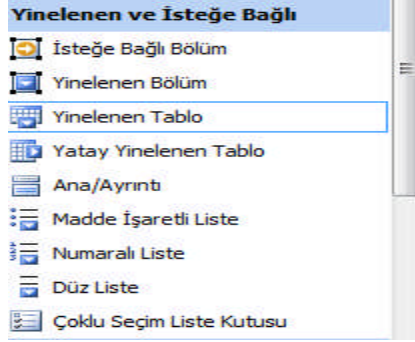 Yinelenen ve İsteğe Bağlı
İsteğe Bağlı Bölüm
Yinelenen Bölüm
Yinelenen Tablo
Yatay Yinelenen Tablo
Ana/Ayrıntı
Madde İşaretli Liste
Numaralı Liste
Düz Liste
Çoklu Seçim Liste Kutusu